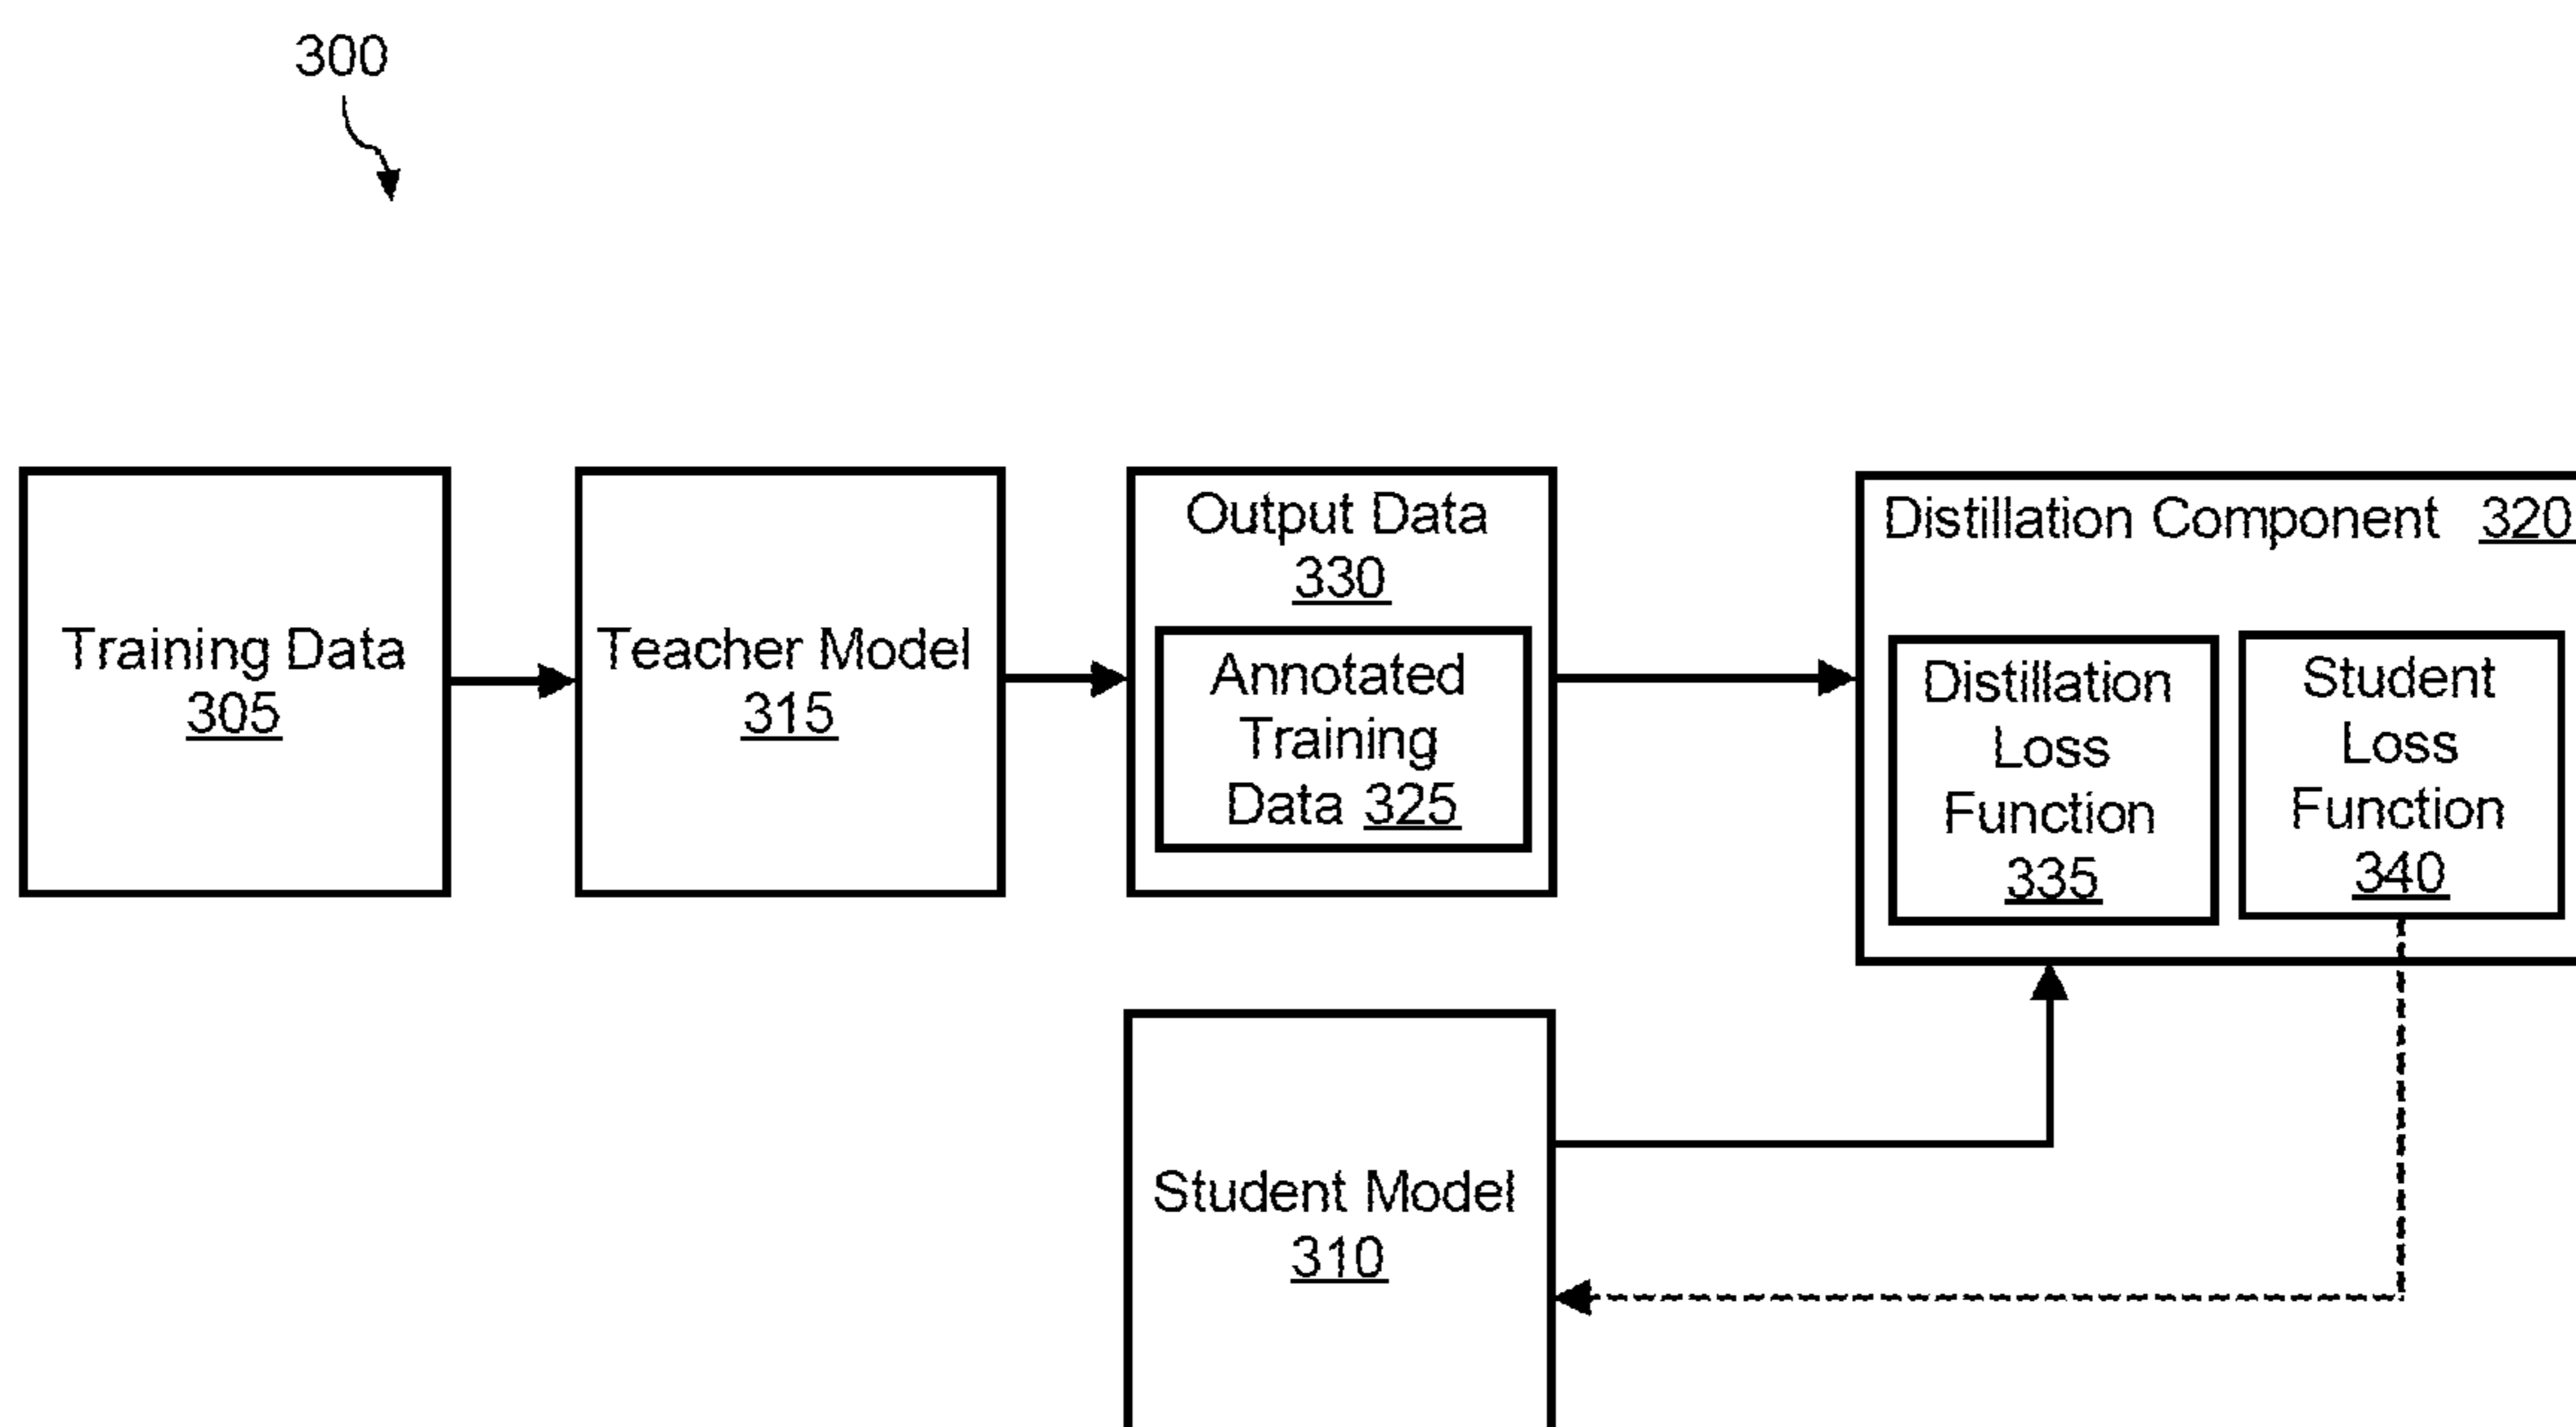 300
Training Data
305
Teacher Model
315
Output Data
330
Annotated
Training
Data 325
Distillation Component 320
Distillation
Loss
Function
335
Student
Loss
Function
340
Student Model
310